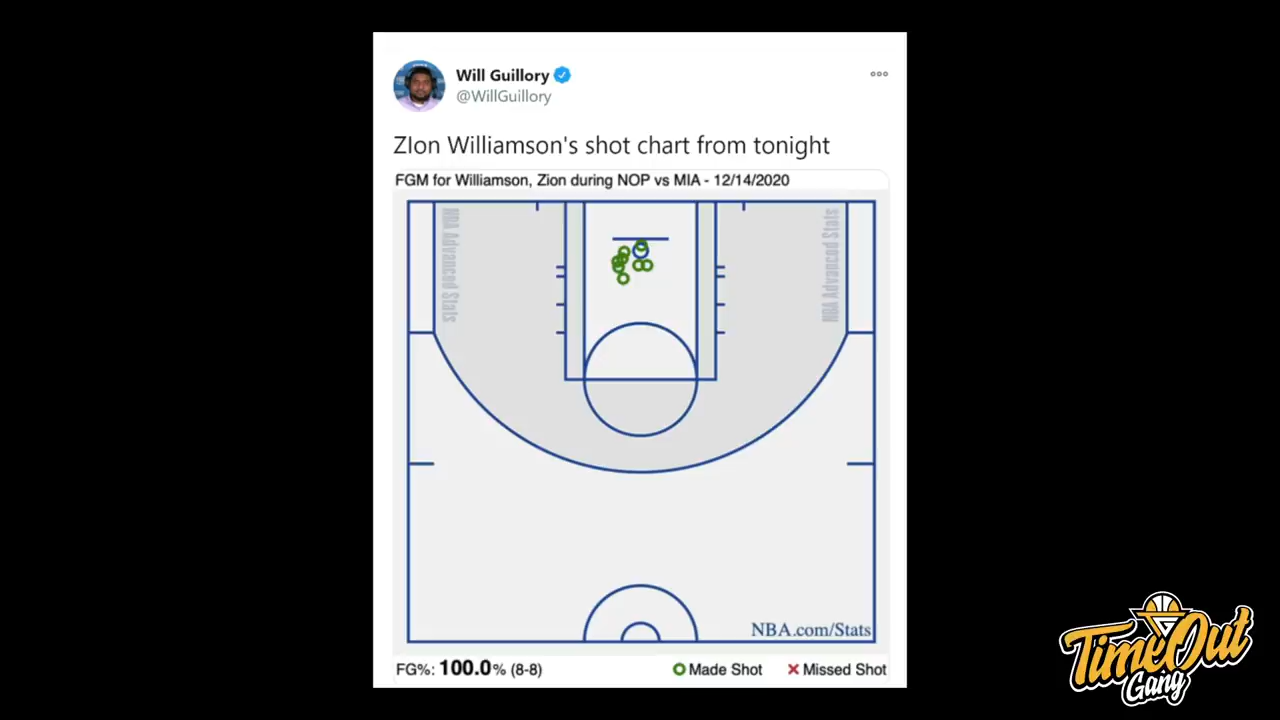 Will Guillory
@WillGuillory
ZIon Williamson's shot chart from tonight
FGM for Williamson, Zion during NOP vs MIA - 12/14/2020
NBA Advanced Stats
NBA Advanced Stats
NBA.com/Stats
FG%: 100.0% (8-8)
Made Shot
Missed Shot
TimeOut
Gang